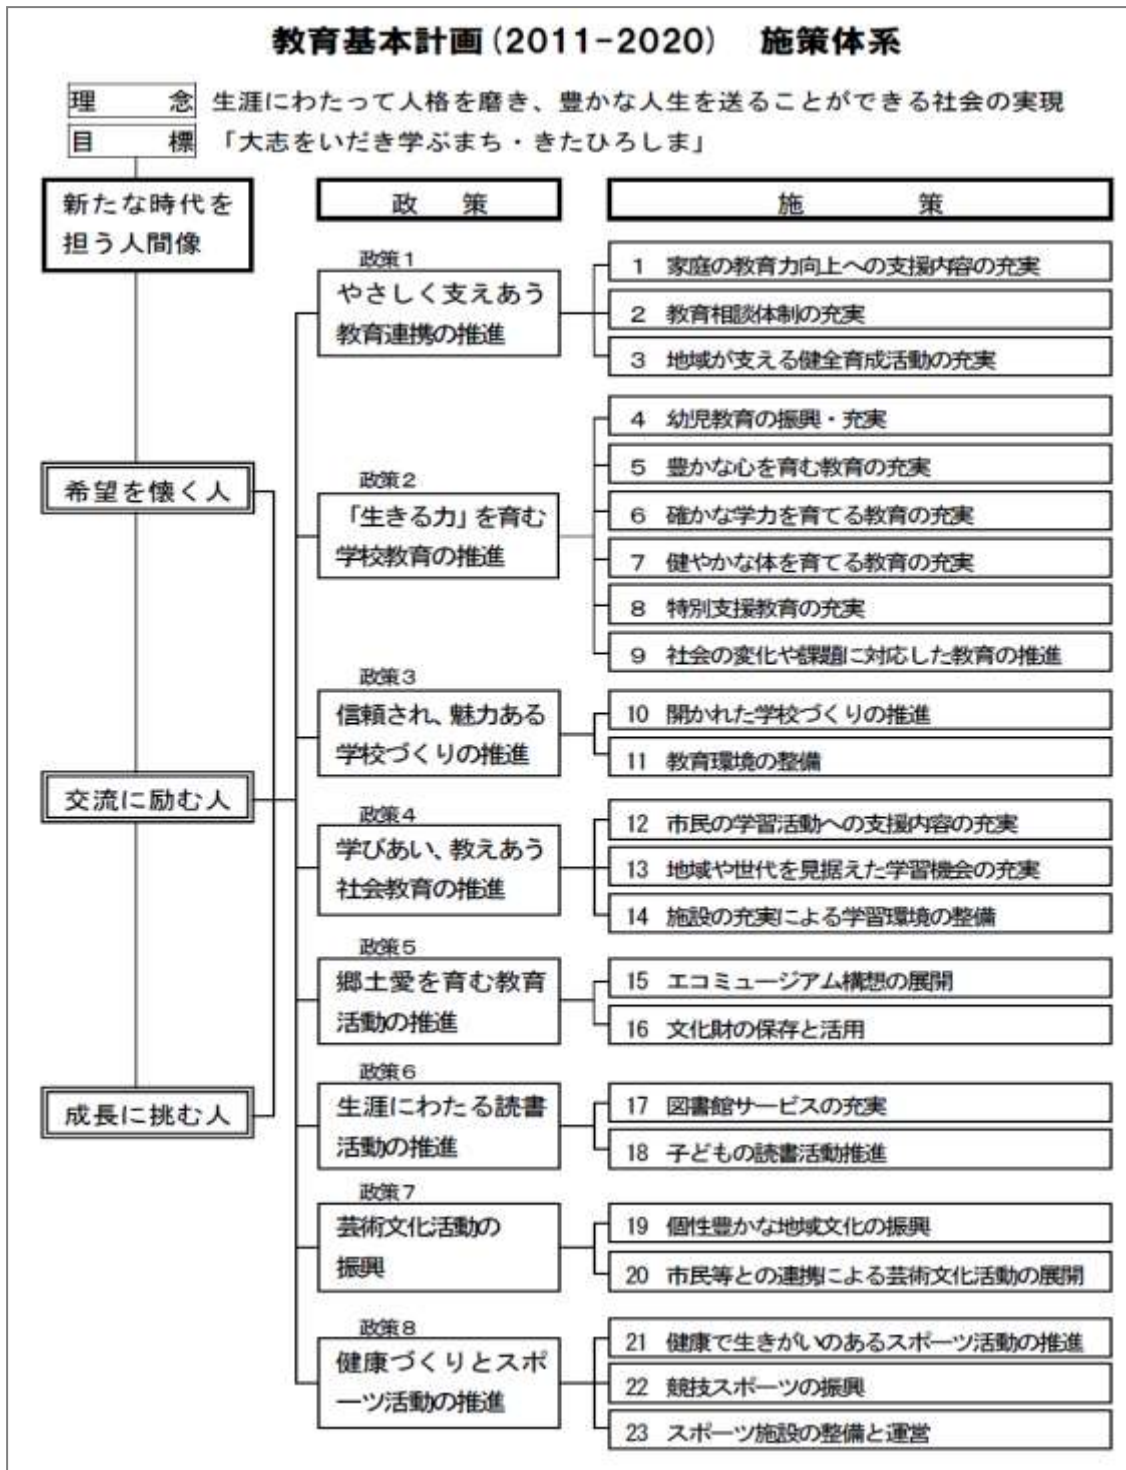 教育基本計画(2011-2020)　施策体系
理　念　生涯にわたって人格を磨き、豊かな人生を送ることができる社会の実現
目　標　「大志をいだき学ぶまち・きたひろしま」
新たな時代を
担う人間像
希望を懐く人
交流に励む人
成長に挑む人
政　策
施　策
政策1
やさしく支えあう
教育連携の推進
1　家庭の教育力向上への支援内容の充実
2　教育相談体制の充実
3　地域が支える健全育成活動の充実
政策2
「生きる力」を育む
学校教育の推進
4　幼児教育の振興・充実
5　豊かな心を育む教育の充実
6　確かな学力を育てる教育の充実
7　健やかな体を育てる教育の充実
8　特別支援教育の充実
9　社会の変化や課題に対応した教育の推進
政策3
信頼され、魅力ある
学校づくりの推進
10　開かれた学校づくりの推進
11　教育環境の整備
政策4
学びあい、教えあう
社会教育の推進
12　市民の学習活動への支援内容の充実
13　地域や世代を見据えた学習機会の充実
14　施設の充実による学習環境の整備
政策5
郷土愛を育む教育
活動の推進
15　エコミュージアム構想の展開
16　文化財の保存と活用
政策6
生涯にわたる読書
活動の推進
17　図書館サービスの充実
18　子どもの読書活動推進
政策7
芸術文化活動の
振興
19　個性豊かな地域文化の振興
20　市民等との連携による芸術文化活動の展開
政策8
健康づくりとスポ
ーツ活動の推進
21　健康で生きがいのあるスポーツ活動の推進
22　競技スポーツの振興
23　スポーツ施設の整備と運営